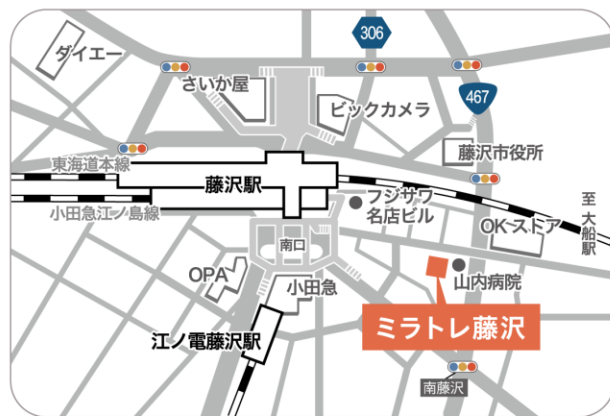 306
ダイエー
さいか屋
ビックカメラ
467
藤沢市役所
東海道本線
藤沢駅
小田急江ノ島線
フジサワ
名店ビル
至 大船駅
OKストア
南口
OPA
小田急
山内病院
ミラトレ藤沢
江ノ電藤沢駅
南藤沢